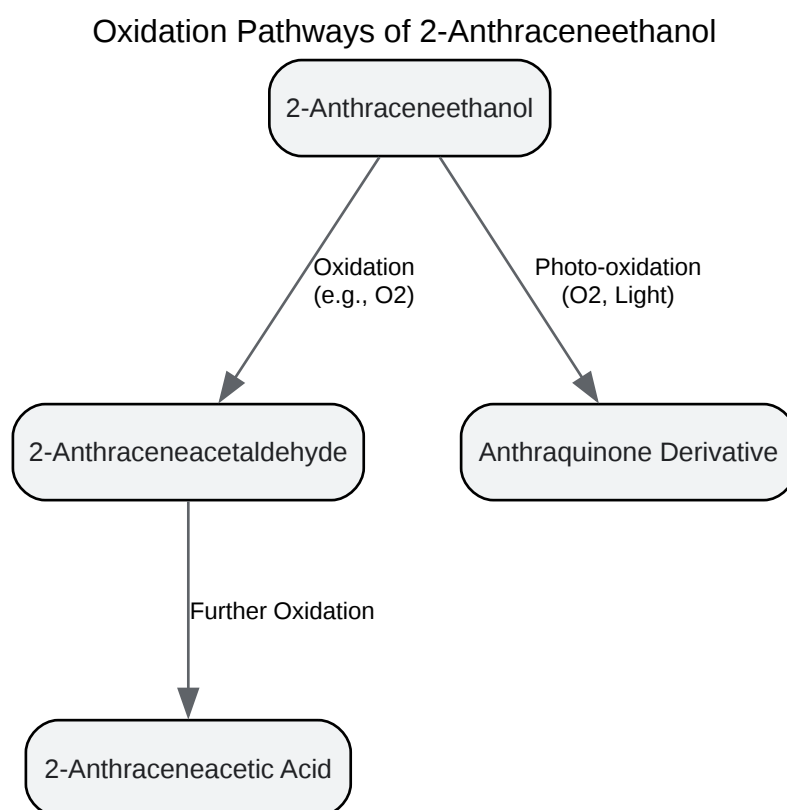 Oxidation Pathways of 2-Anthraceneethanol
2-Anthraceneethanol
Oxidation
(e.g., O2)
Photo-oxidation
(O2, Light)
2-Anthraceneacetaldehyde
Anthraquinone Derivative
Further Oxidation
2-Anthraceneacetic Acid